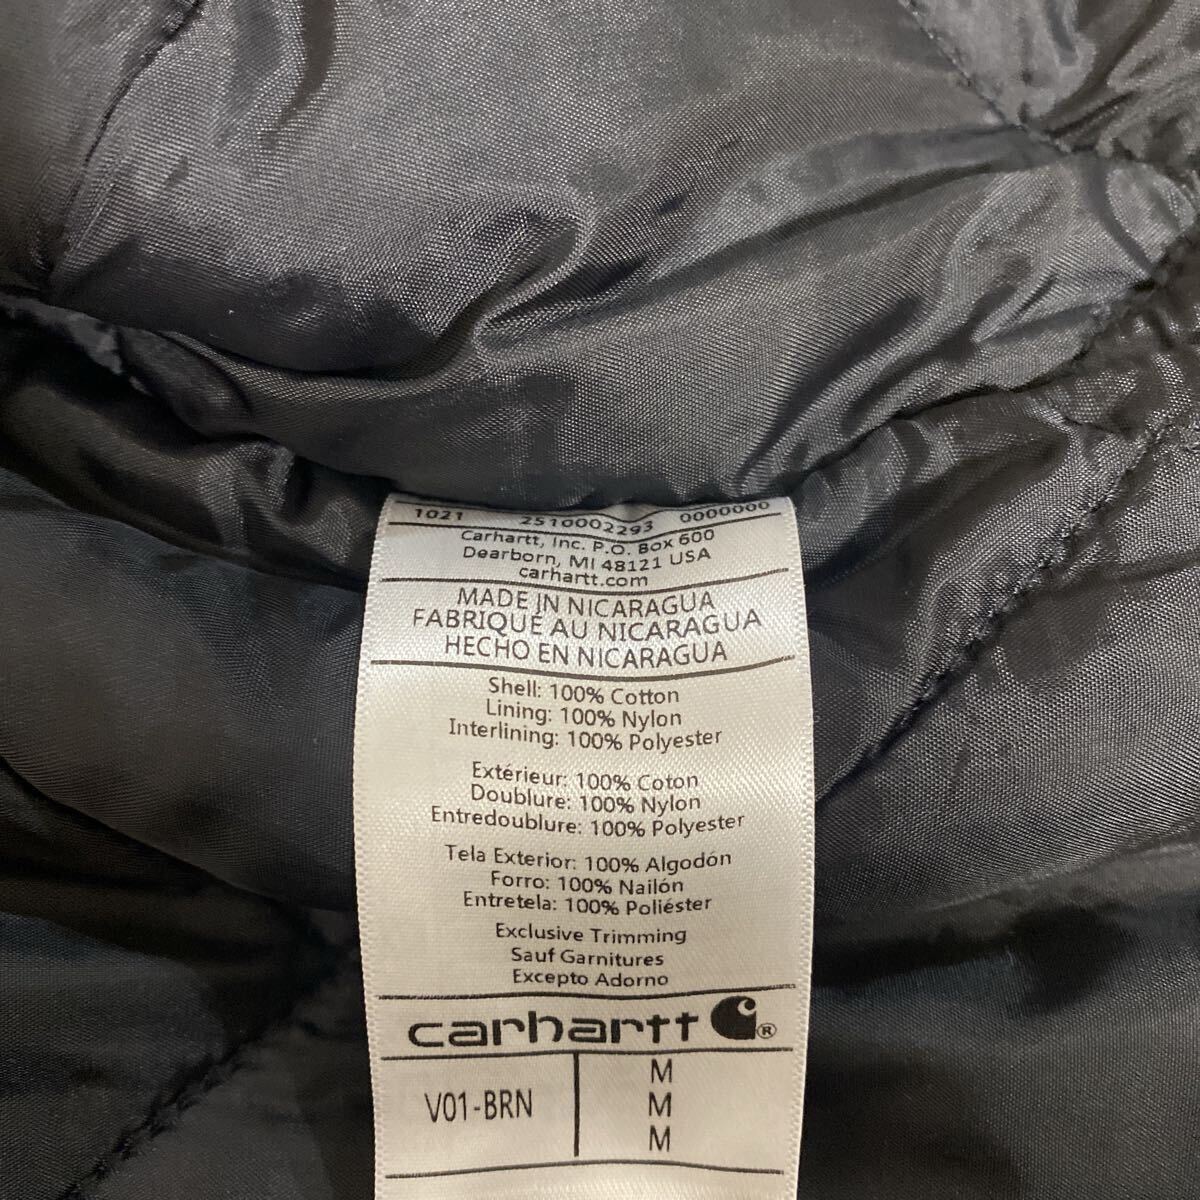 1021 2510002293 0000000
Carhartt, Inc. P.O. Box 600
Dearborn, MI 48121 USA
carhartt.com
MADE IN NICARAGUA
FABRIQUÉ AU NICARAGUA
HECHO EN NICARAGUA
Shell: 100% Cotton
Lining: 100% Nylon
Interlining: 100% Polyester
Extérieur: 100% Coton
Doublure: 100% Nylon
Entredoublure: 100% Polyester
Tela Exterior: 100% Algodón
Forro: 100% Nailón
Entretela: 100% Poliéster
Exclusive Trimming
Sauf Garnitures
Excepto Adorno
carhartt ®
V01-BRN
M
M
M